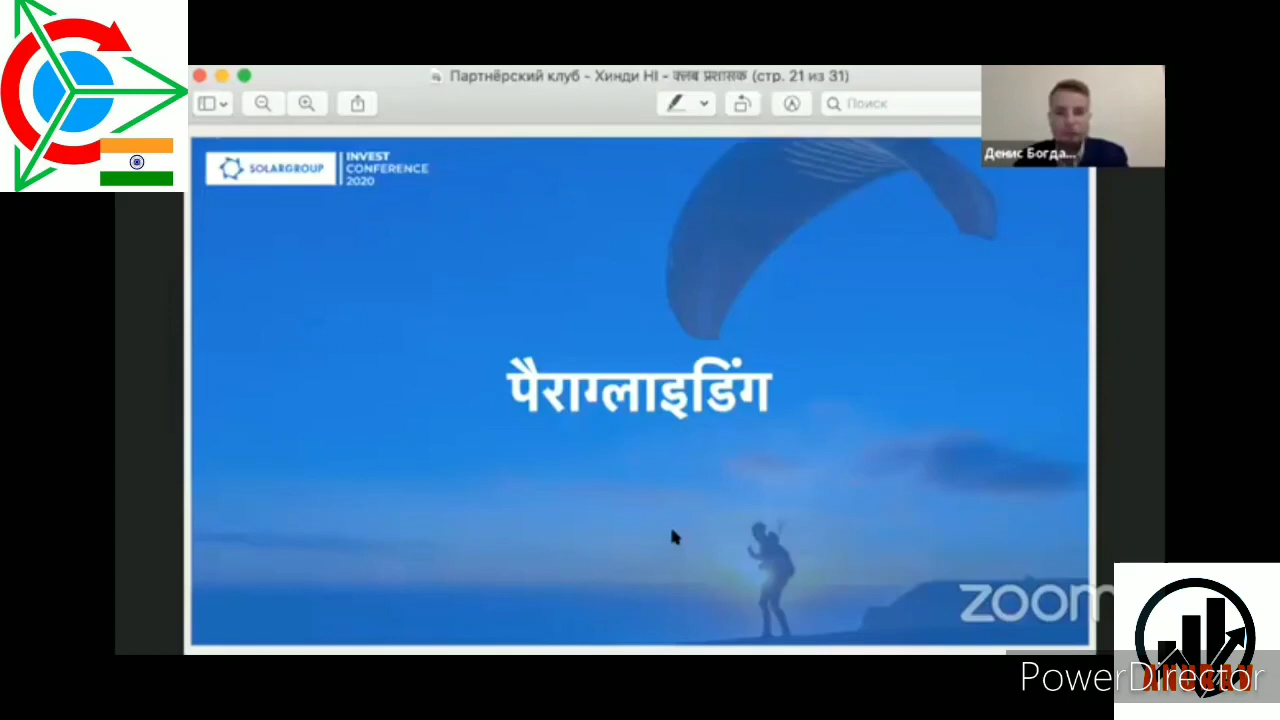 Партнёрский клуб - Хинди HI - क्लब प्रशासक (стр. 21 из 31)
Поиск
Денис Богда...
SOLARGROUP
INVEST
CONFERENCE
2020
पैराग्लाइडिंग
zoom
PowerDirector